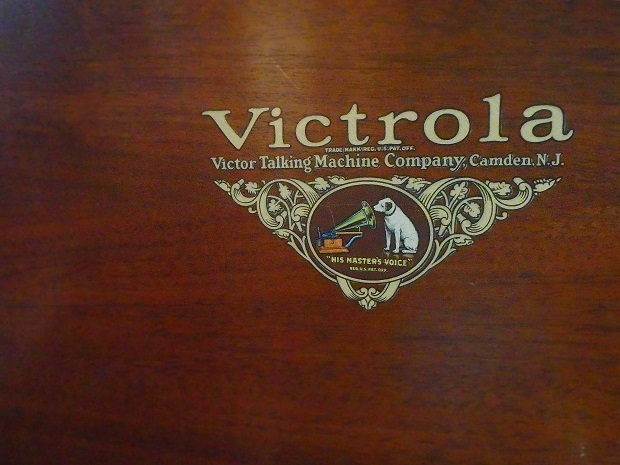 Victrola
TRADE MARK REG. U.S. PAT. OFF.
Victor Talking Machine Company, Camden, N.J.
"HIS MASTER'S VOICE"
REG. U.S. PAT. OFF.